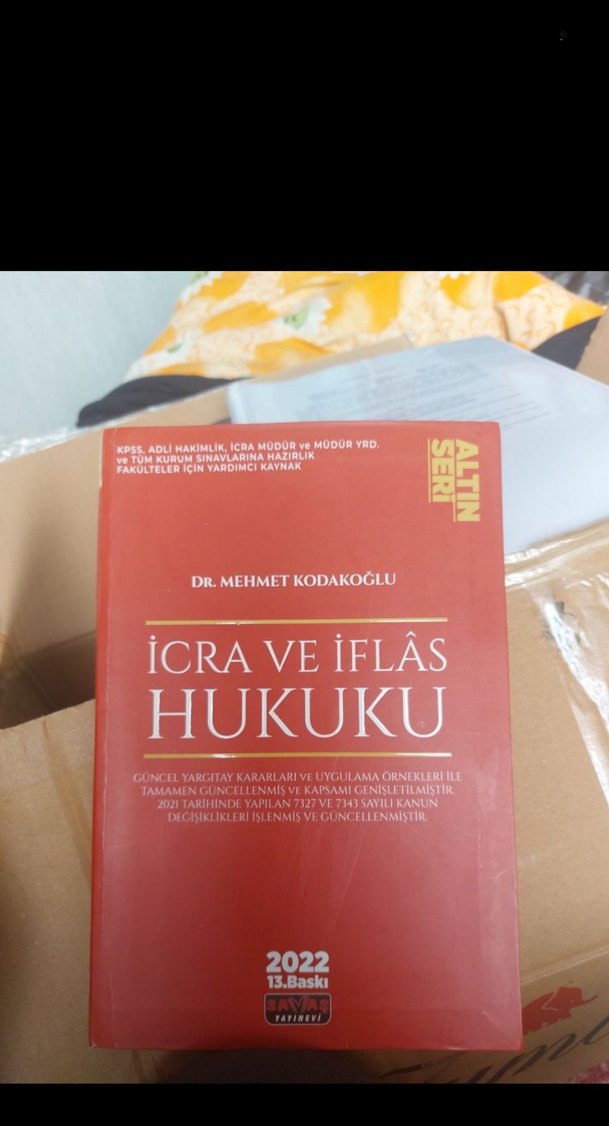 KPSS, ADLİ HAKİMLİK, İCRA MÜDÜR ve MÜDÜR YRD.
ve TÜM KURUM SINAVLARINA HAZIRLIK
FAKÜLTELER İÇİN YARDIMCI KAYNAK
ALTIN
SERİ
DR. MEHMET KODAKOĞLU
İCRA VE İFLÂS
HUKUKU
GÜNCEL YARGITAY KARARLARI VE UYGULAMA ÖRNEKLERİ İLE
TAMAMEN GÜNCELLENMİŞ VE KAPSAMI GENİŞLETİLMİŞTİR.
2021 TARİHİNDE YAPILAN 7327 VE 7343 SAYILI KANUN
DEĞİŞİKLİKLERİ İŞLENMİŞ VE GÜNCELLENMİŞTİR.
2022
13.Baskı
SAVAŞ
YAYINEVİ